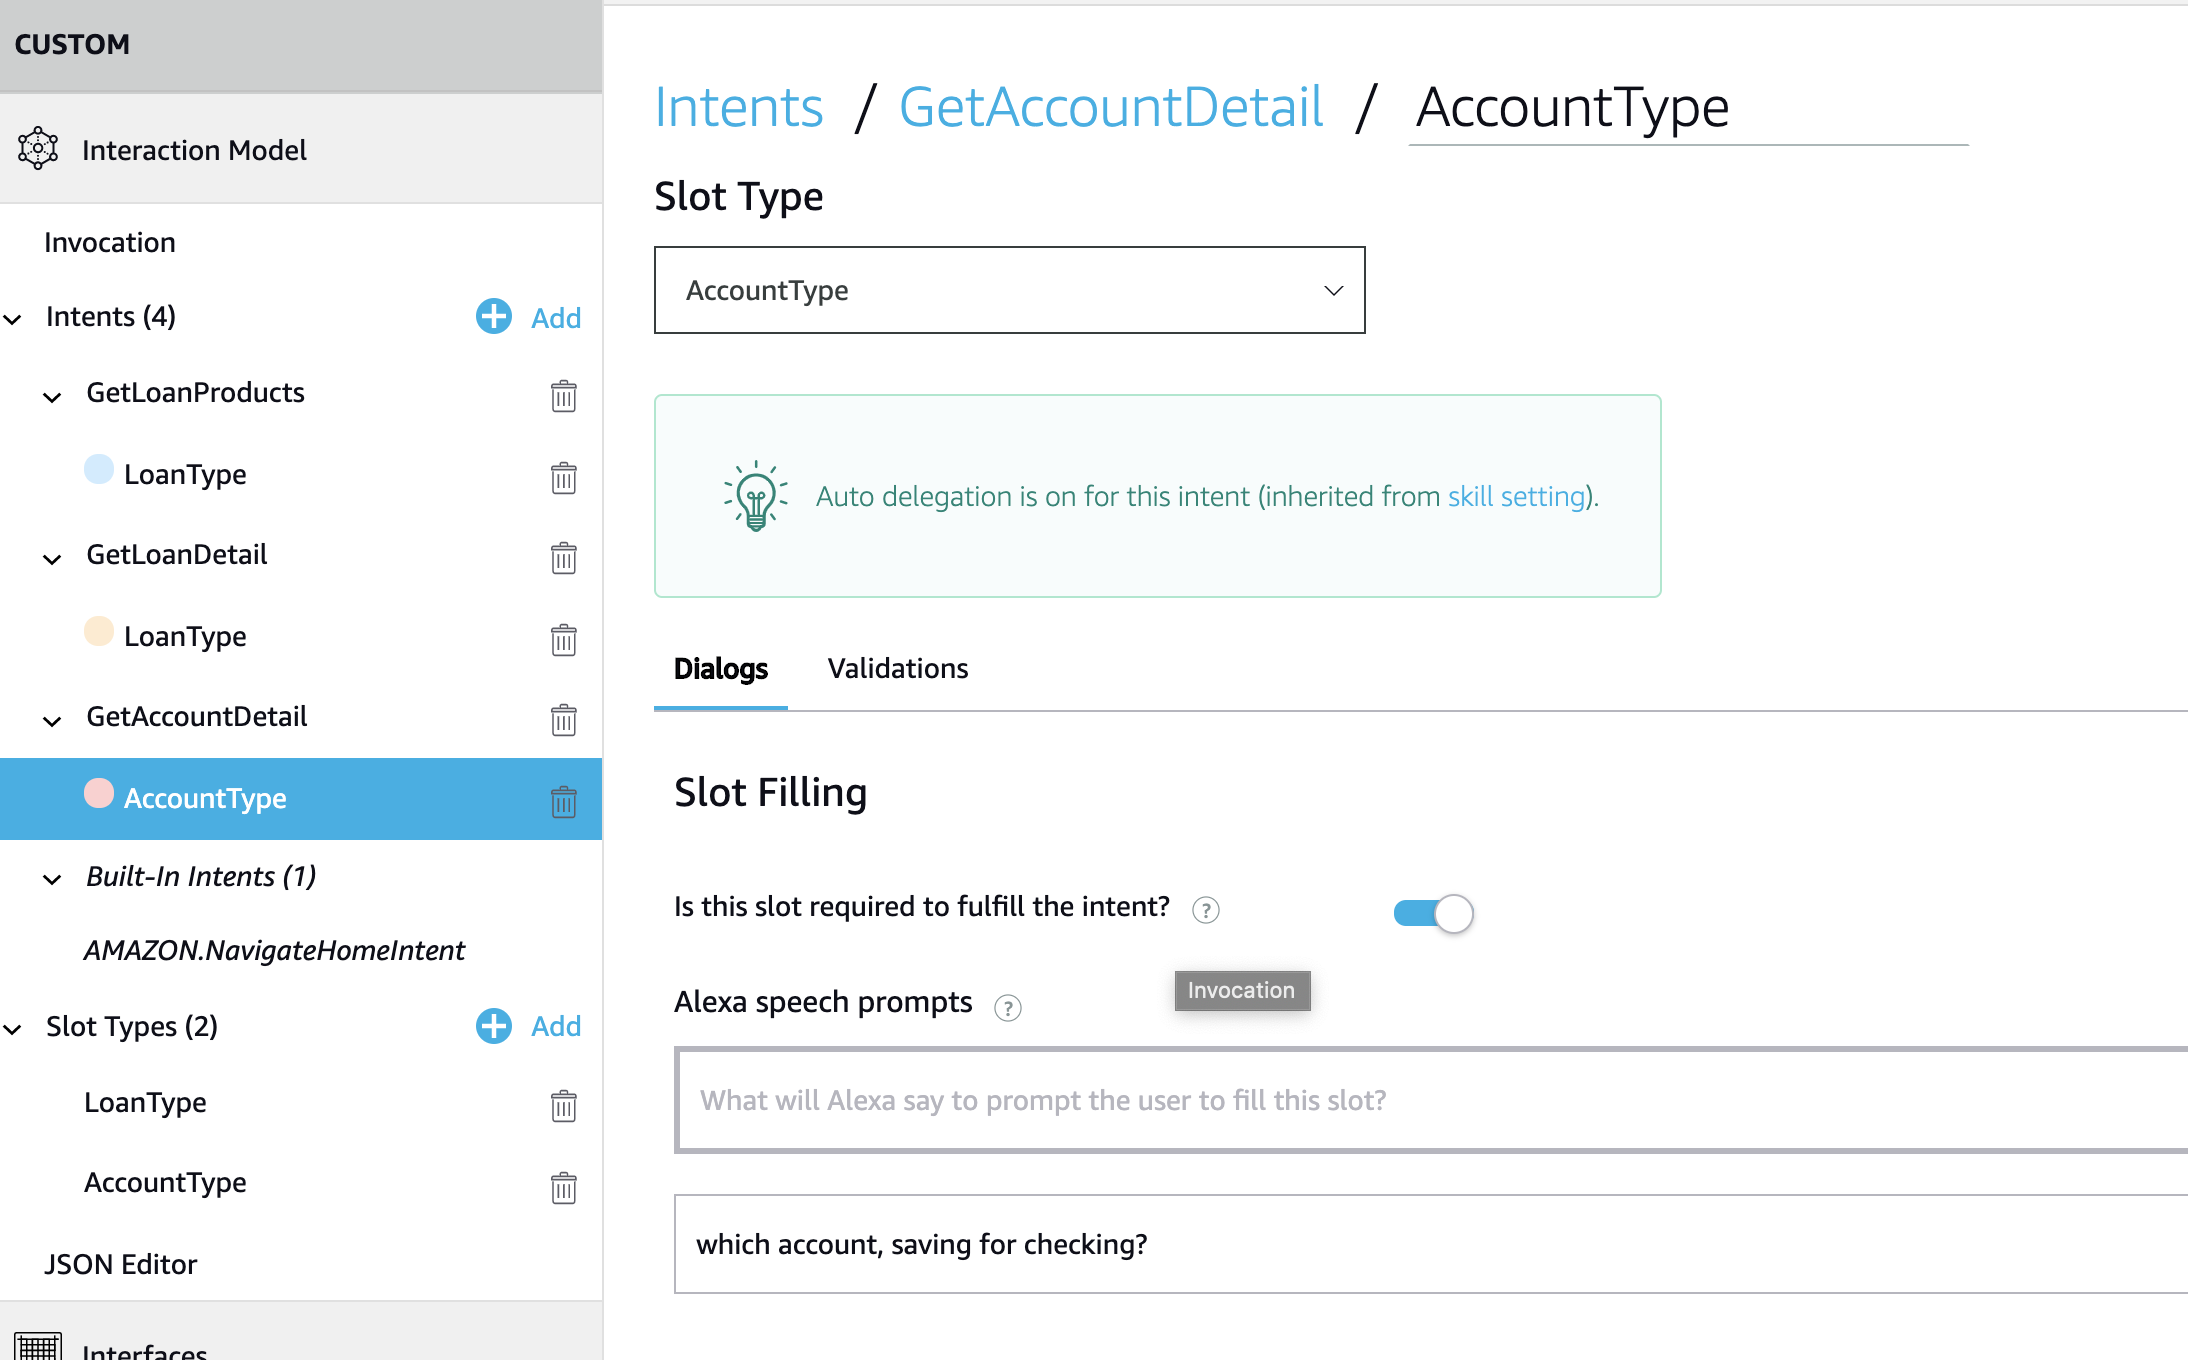 CUSTOM
Interaction Model
Invocation
Intents (4)
Add
GetLoanProducts
LoanType
GetLoanDetail
LoanType
GetAccountDetail
AccountType
Built-In Intents (1)
AMAZON.NavigateHomeIntent
Slot Types (2)
Add
LoanType
AccountType
JSON Editor
Interfaces
Intents / GetAccountDetail / AccountType
Slot Type
AccountType
Auto delegation is on for this intent (inherited from skill setting).
Dialogs Validations
Slot Filling
Is this slot required to fulfill the intent? ?
Invocation
Alexa speech prompts ?
What will Alexa say to prompt the user to fill this slot?
which account, saving for checking?